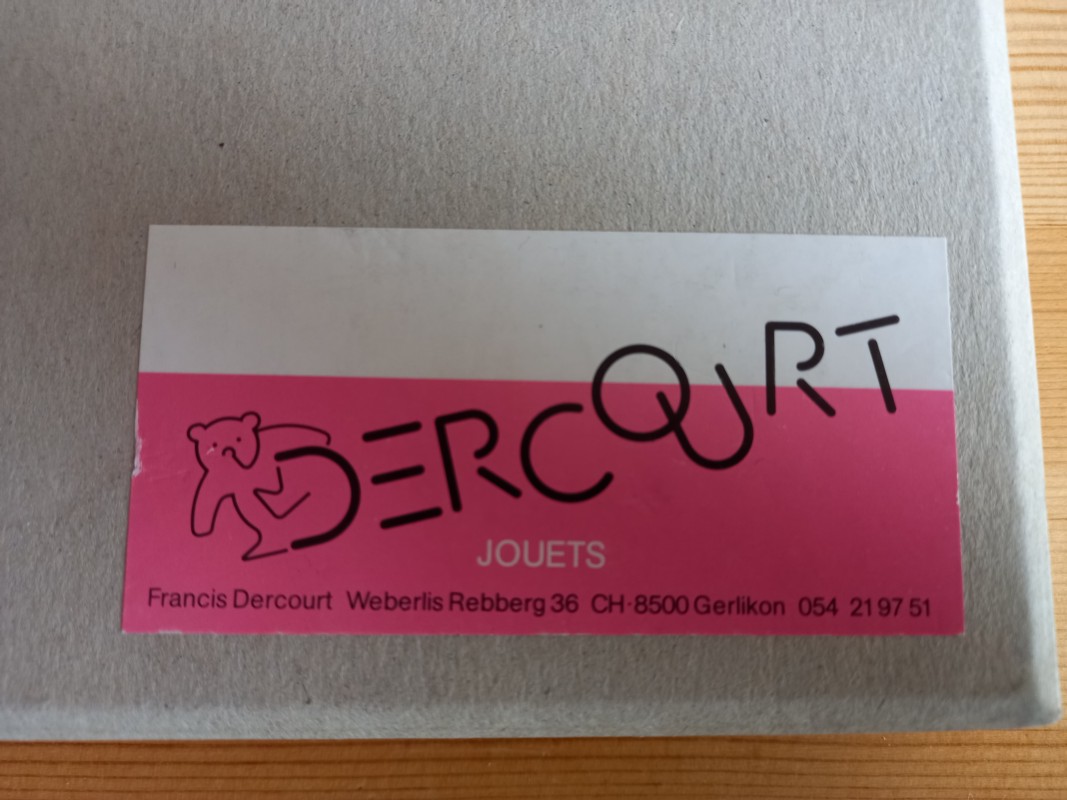 DERCOURT
JOUETS
Francis Dercourt Weberlis Rebberg 36 CH·8500 Gerlikon 054 21 97 51